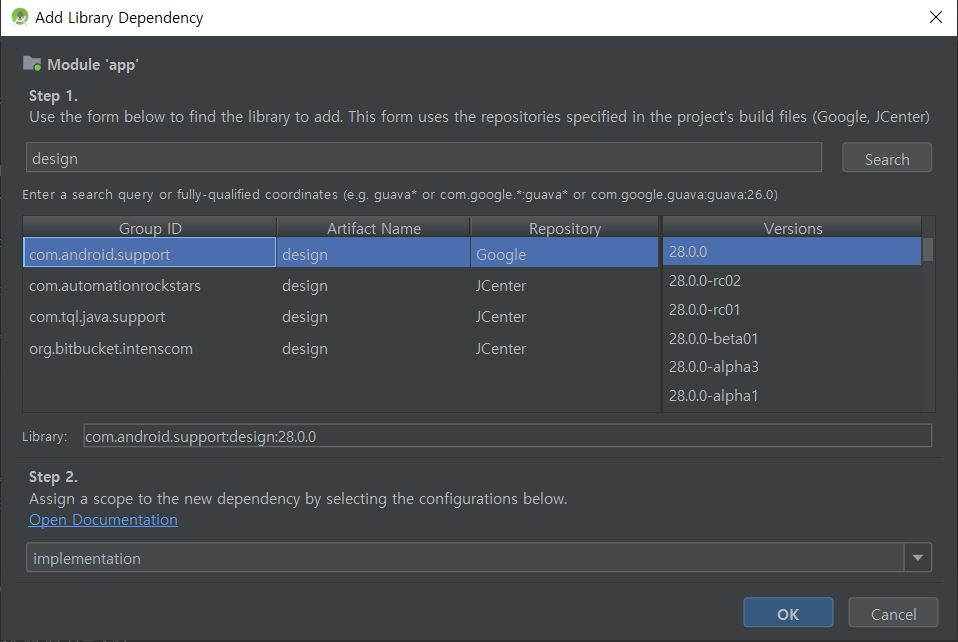 Add Library Dependency
Module 'app'
Step 1.
Use the form below to find the library to add. This form uses the repositories specified in the project's build files (Google, JCenter)
design
Search
Enter a search query or fully-qualified coordinates (e.g. guava* or com.google.*:guava* or com.google.guava:guava:26.0)
Group ID Artifact Name Repository Versions
com.android.support design Google 28.0.0
com.automationrockstars design JCenter 28.0.0-rc02
com.tql.java.support design JCenter 28.0.0-rc01
org.bitbucket.intenscom design JCenter 28.0.0-beta01
28.0.0-alpha3
28.0.0-alpha1
Library: com.android.support:design:28.0.0
Step 2.
Assign a scope to the new dependency by selecting the configurations below.
Open Documentation
implementation
OK Cancel